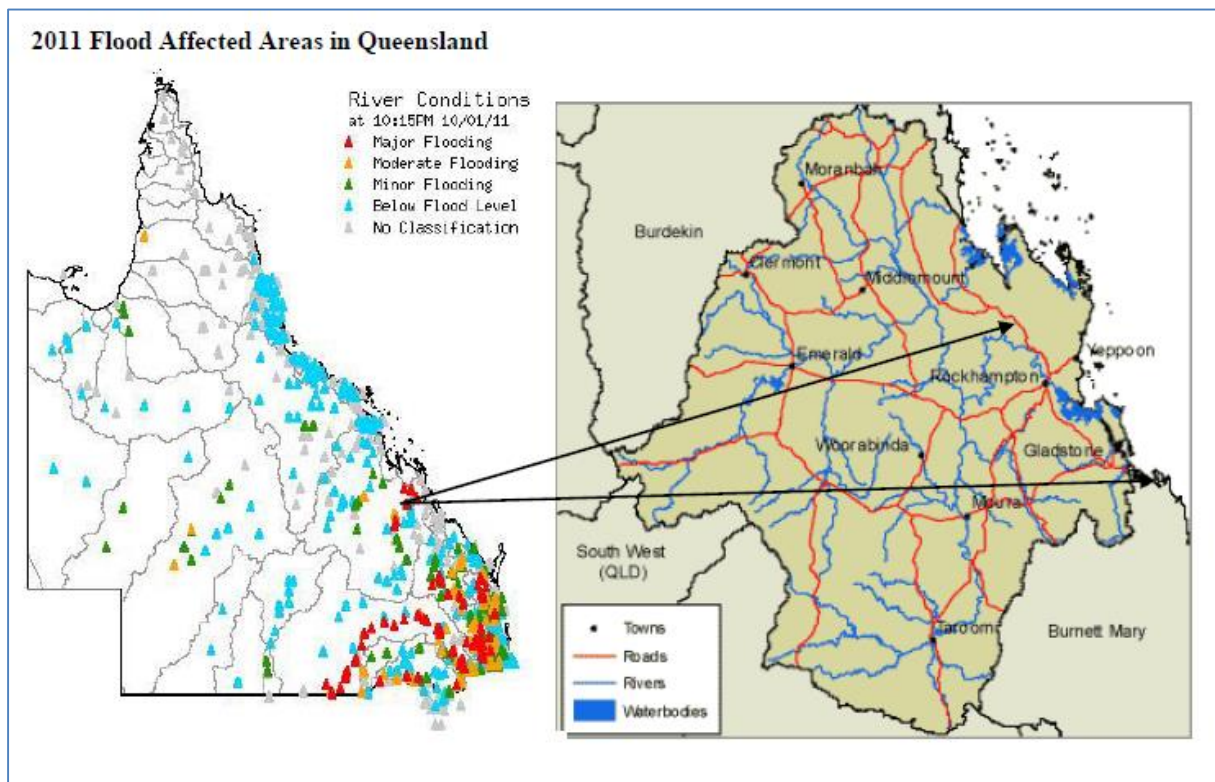 2011 Flood Affected Areas in Queensland
River Conditions
at 10:15PM 10/01/11
Major Flooding
Moderate Flooding
Minor Flooding
Below Flood Level
No Classification
Moranbah
Burdekin
Clermont
Middlmount
Emerald
Yeppoon
Rockhampton
Woorabinda
Gladstone
Moura
South West
(QLD)
Taroom
Burnett Mary
Towns
Roads
Rivers
Waterbodies